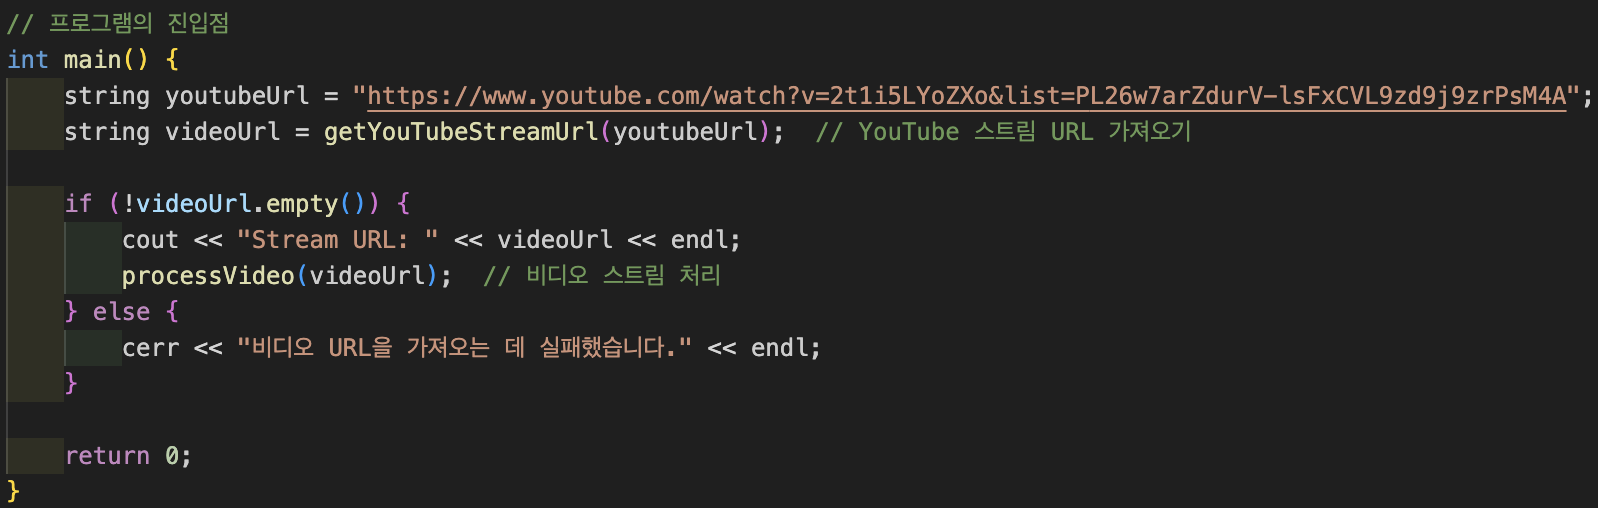 // 프로그램의 진입점
int main() {
string youtubeUrl = "https://www.youtube.com/watch?v=2t1i5LYoZXo&list=PL26w7arZdurV-lsFxCVL9zd9j9zrPsM4A";
string videoUrl = getYouTubeStreamUrl(youtubeUrl);  // YouTube 스트림 URL 가져오기
if (!videoUrl.empty()) {
cout << "Stream URL: " << videoUrl << endl;
processVideo(videoUrl);  // 비디오 스트림 처리
} else {
cerr << "비디오 URL을 가져오는 데 실패했습니다." << endl;
}
return 0;
}